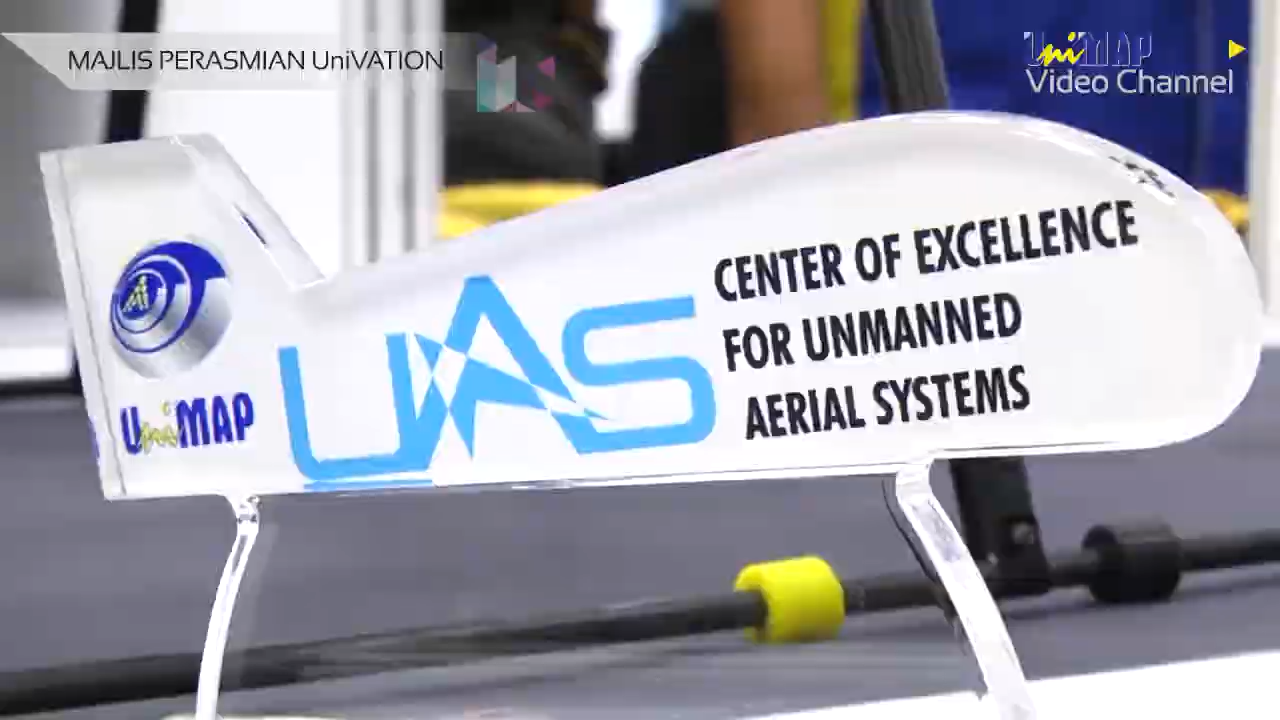 MAJLIS PERASMIAN UniVATION
UniMAP
Video Channel
CENTER OF EXCELLENCE
FOR UNMANNED
AERIAL SYSTEMS
UAS
UniMAP